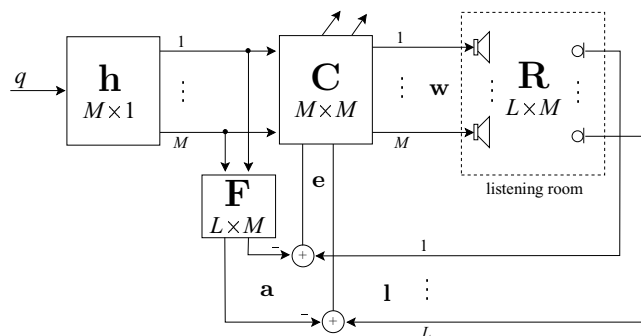 1
1
q
h
M×1
⋮
M
C
M×M
⋮
w
M
⋮
R
L×M
⋮
listening room
F
L×M
e
−
+
1
a
l
⋮
−
+
L